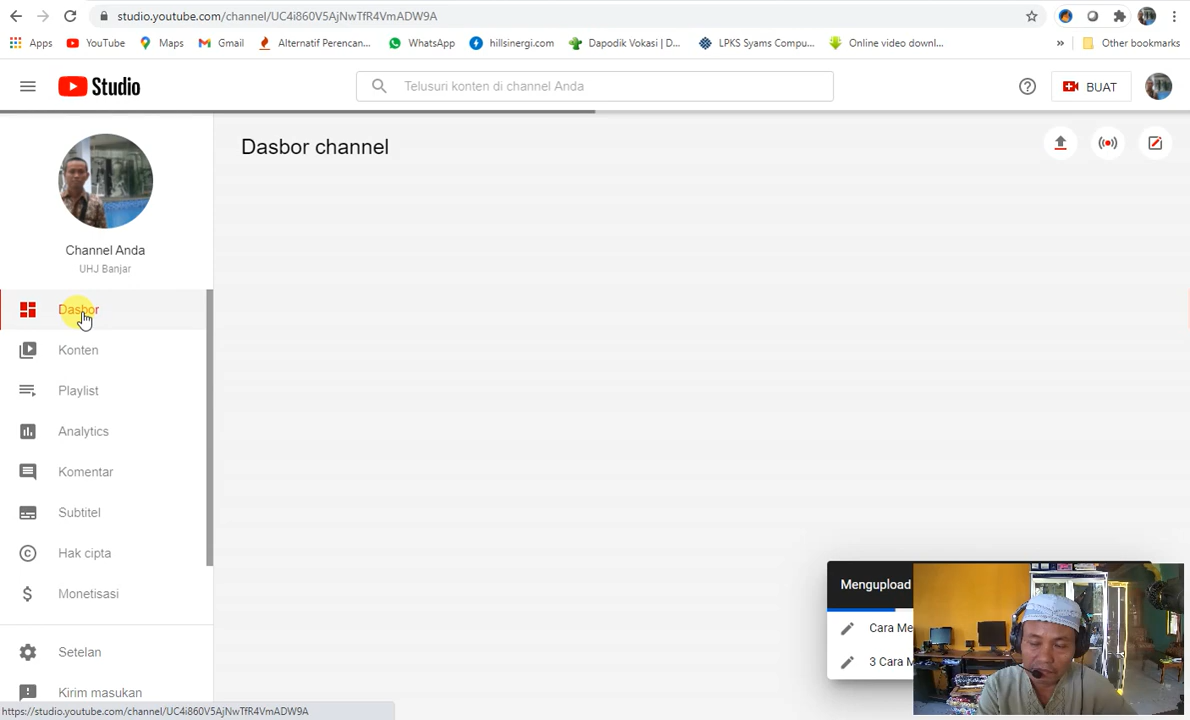 studio.youtube.com/channel/UC4i860V5AjNwTfR4VmADW9A
Apps YouTube Maps Gmail Alternatif Perencan... WhatsApp hillsinergi.com Dapodik Vokasi | D... LPKS Syams Compu... Online video downl... » Other bookmarks
Studio
Telusuri konten di channel Anda
BUAT
Dasbor channel
Channel Anda
UHJ Banjar
Dasbor
Konten
Playlist
Analytics
Komentar
Subtitel
Hak cipta
Monetisasi
Setelan
Kirim masukan
Mengupload
Cara Me
3 Cara M
https://studio.youtube.com/channel/UC4i860V5AjNwTfR4VmADW9A